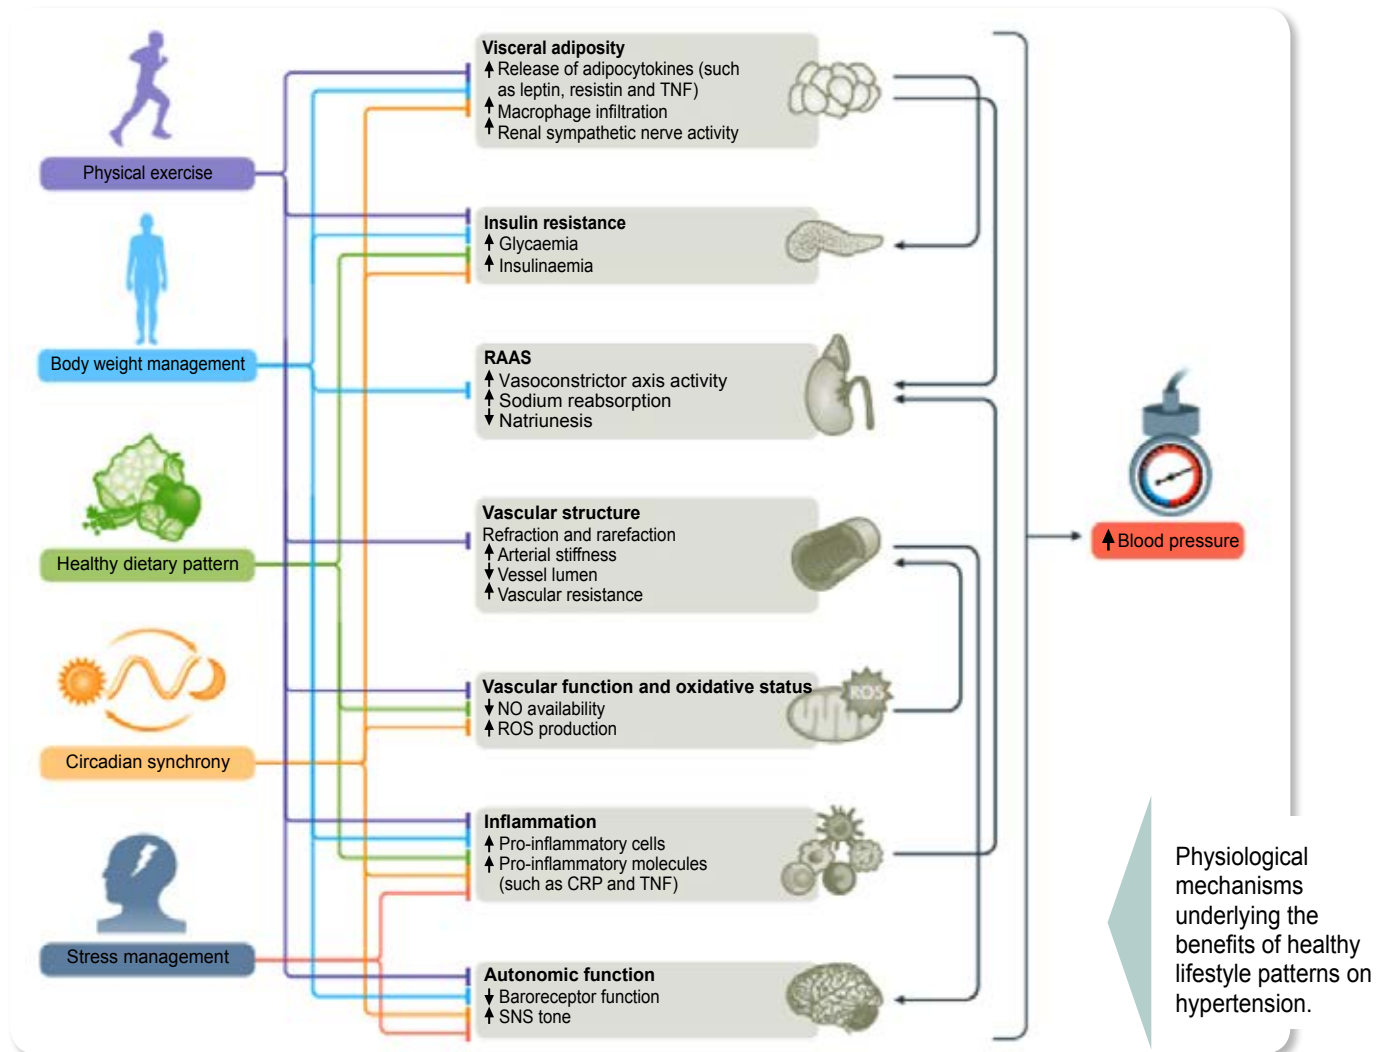 Physical exercise
Body weight management
Healthy dietary pattern
Circadian synchrony
Stress management
Visceral adiposity
↑ Release of adipocytokines (such
as leptin, resistin and TNF)
↑ Macrophage infiltration
↑ Renal sympathetic nerve activity
Insulin resistance
↑ Glycaemia
↑ Insulinaemia
RAAS
↑ Vasoconstrictor axis activity
↑ Sodium reabsorption
↓ Natriunesis
Vascular structure
Refraction and rarefaction
↑ Arterial stiffness
↓ Vessel lumen
↑ Vascular resistance
Vascular function and oxidative status
↓ NO availability
↑ ROS production
ROS
Inflammation
↑ Pro-inflammatory cells
↑ Pro-inflammatory molecules
(such as CRP and TNF)
Autonomic function
↓ Baroreceptor function
↑ SNS tone
↑ Blood pressure
Physiological
mechanisms
underlying the
benefits of healthy
lifestyle patterns on
hypertension.